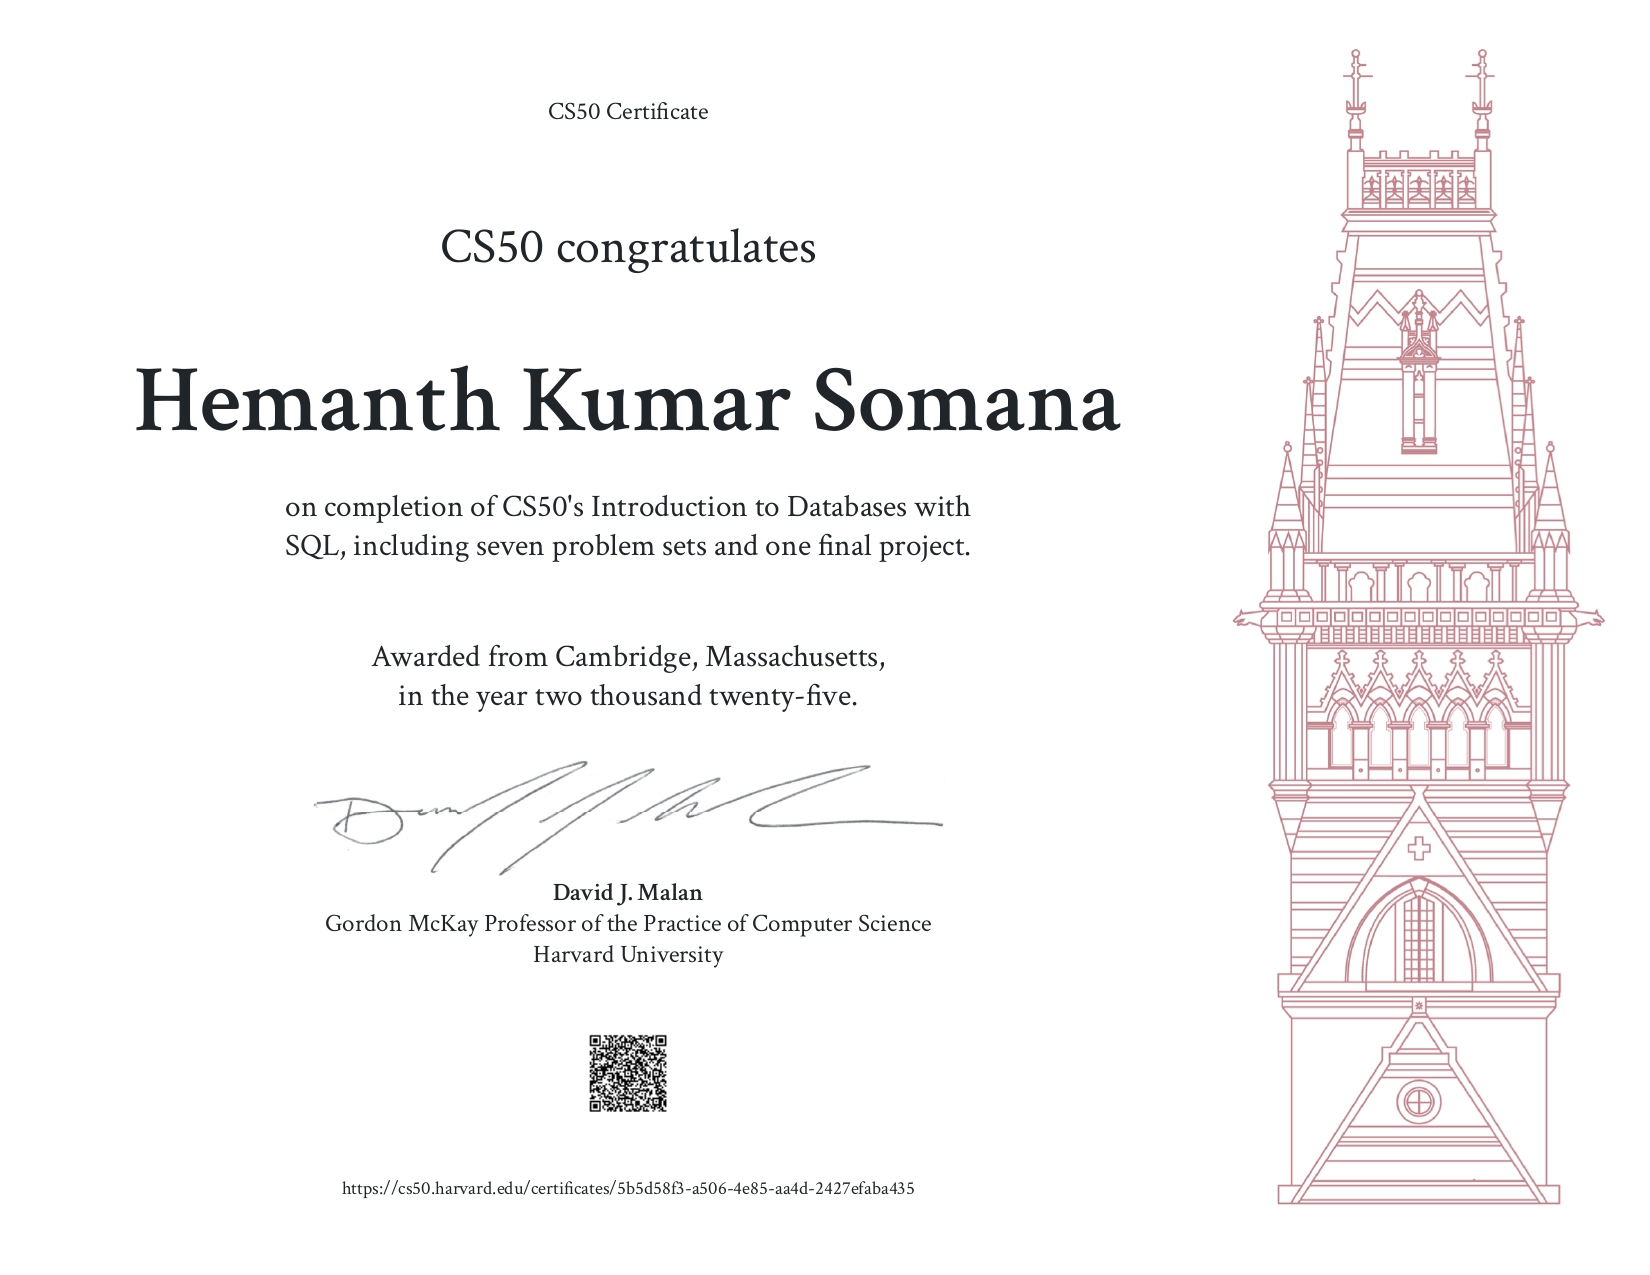 CS50 Certificate
CS50 congratulates
Hemanth Kumar Somana
on completion of CS50's Introduction to Databases with
SQL, including seven problem sets and one final project.
Awarded from Cambridge, Massachusetts,
in the year two thousand twenty-five.
David J. Malan
Gordon McKay Professor of the Practice of Computer Science
Harvard University
https://cs50.harvard.edu/certificates/5b5d58f3-a506-4e85-aa4d-2427efaba435